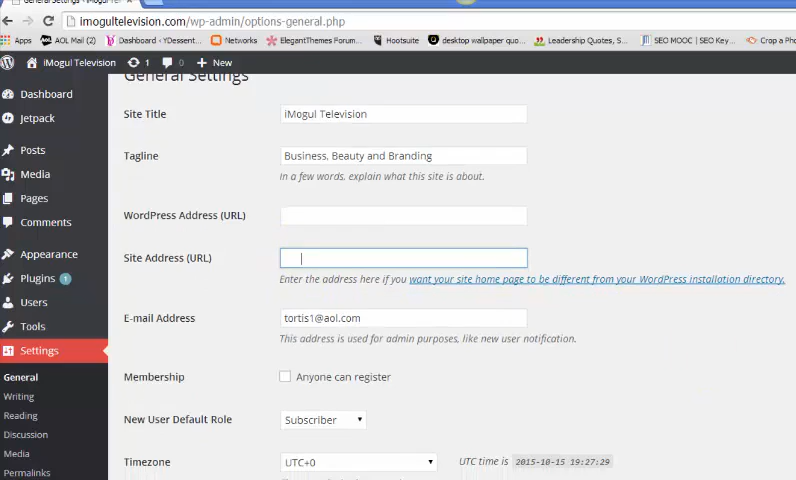 General Settings - iMogul T
imogultelevision.com/wp-admin/options-general.php
Apps AOL Mail (2) Dashboard ‹ YDessent... Networks ElegantThemes Forum... Hootsuite desktop wallpaper quo... Leadership Quotes, S... SEO MOOC | SEO Key... Crop a Pho
iMogul Television 1 0 New
General Settings
Dashboard
Jetpack
Posts
Media
Pages
Comments
Appearance
Plugins 1
Users
Tools
Settings
General
Writing
Reading
Discussion
Media
Permalinks
Site Title iMogul Television
Tagline Business, Beauty and Branding
In a few words, explain what this site is about.
WordPress Address (URL)
Site Address (URL)
Enter the address here if you want your site home page to be different from your WordPress installation directory.
E-mail Address tortis1@aol.com
This address is used for admin purposes, like new user notification.
Membership Anyone can register
New User Default Role Subscriber
Timezone UTC+0 UTC time is 2015-10-15 19:27:29